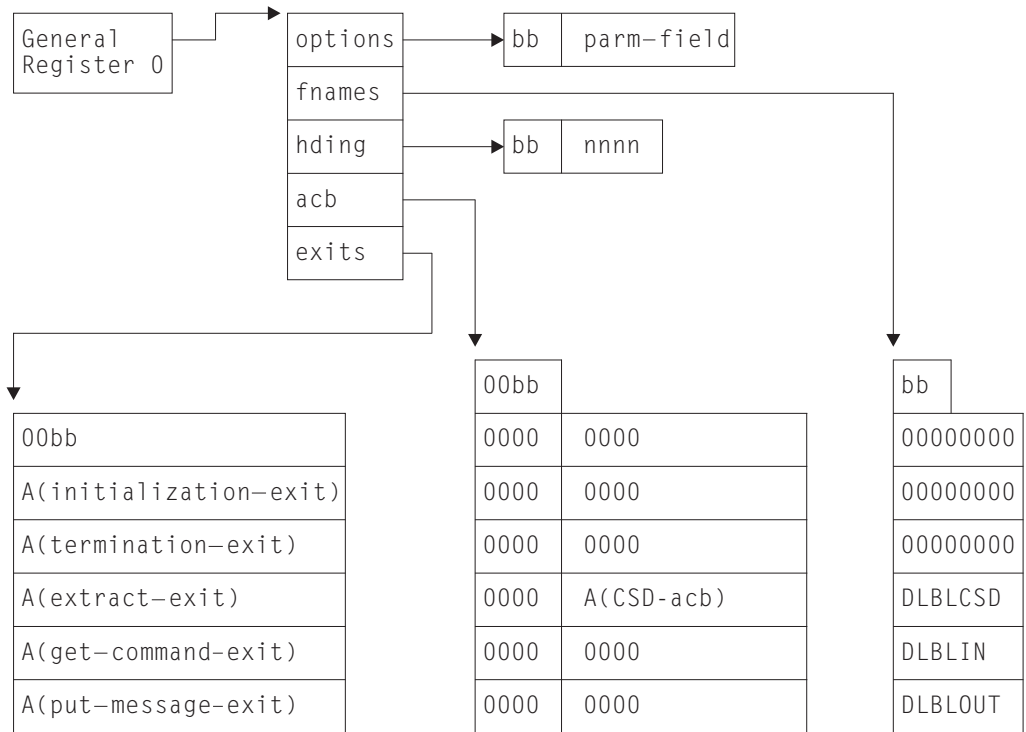 General
Register 0
options
bb parm–field
fnames
hding
bb nnnn
acb
exits
00bb
A(initialization–exit)
A(termination–exit)
A(extract–exit)
A(get–command-exit)
A(put–message-exit)
00bb
0000 0000
0000 0000
0000 0000
0000 A(CSD-acb)
0000 0000
0000 0000
bb
00000000
00000000
00000000
DLBLCSD
DLBLIN
DLBLOUT